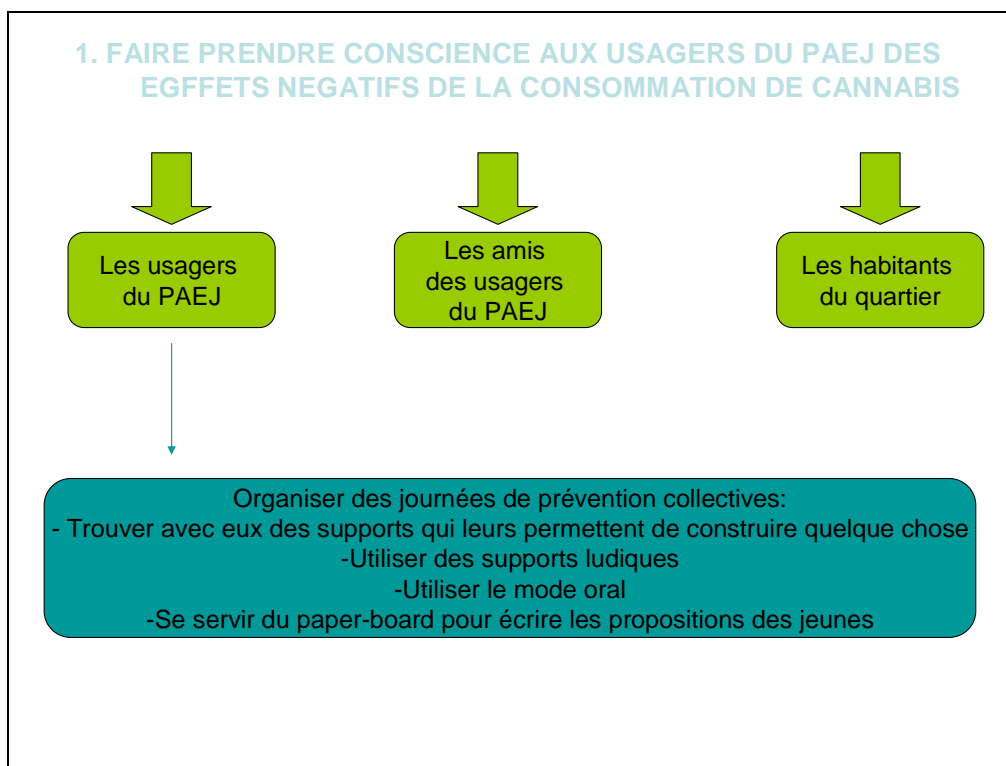 1. FAIRE PRENDRE CONSCIENCE AUX USAGERS DU PAEJ DES
EGFFETS NEGATIFS DE LA CONSOMMATION DE CANNABIS
Les usagers
du PAEJ
Les amis
des usagers
du PAEJ
Les habitants
du quartier
Organiser des journées de prévention collectives:
- Trouver avec eux des supports qui leurs permettent de construire quelque chose
-Utiliser des supports ludiques
-Utiliser le mode oral
-Se servir du paper-board pour écrire les propositions des jeunes